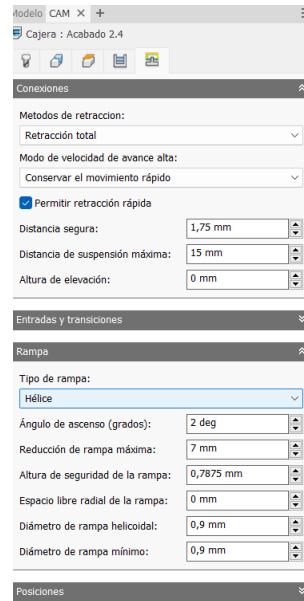 Modelo CAM × +
Cajera : Acabado 2.4
Conexiones
Metodos de retraccion:
Retracción total
Modo de velocidad de avance alta:
Conservar el movimiento rápido
Permitir retracción rápida
Distancia segura: 1,75 mm
Distancia de suspensión máxima: 15 mm
Altura de elevación: 0 mm
Entradas y transiciones
Rampa
Tipo de rampa:
Hélice
Ángulo de ascenso (grados): 2 deg
Reducción de rampa máxima: 7 mm
Altura de seguridad de la rampa: 0,7875 mm
Espacio libre radial de la rampa: 0 mm
Diámetro de rampa helicoidal: 0,9 mm
Diámetro de rampa mínimo: 0,9 mm
Posiciones